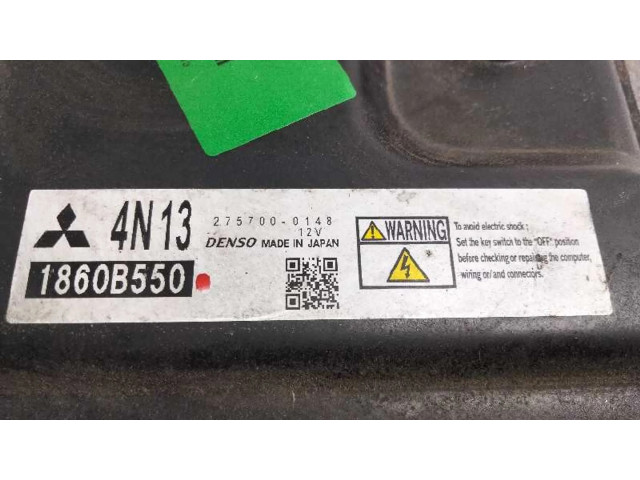 4N13
275700-0148
12V
DENSO MADE IN JAPAN
1860B550
WARNING
To avoid electric shock ;
Set the key switch to the "OFF" position
before checking or repairing the computer,
wiring or/and connectors.